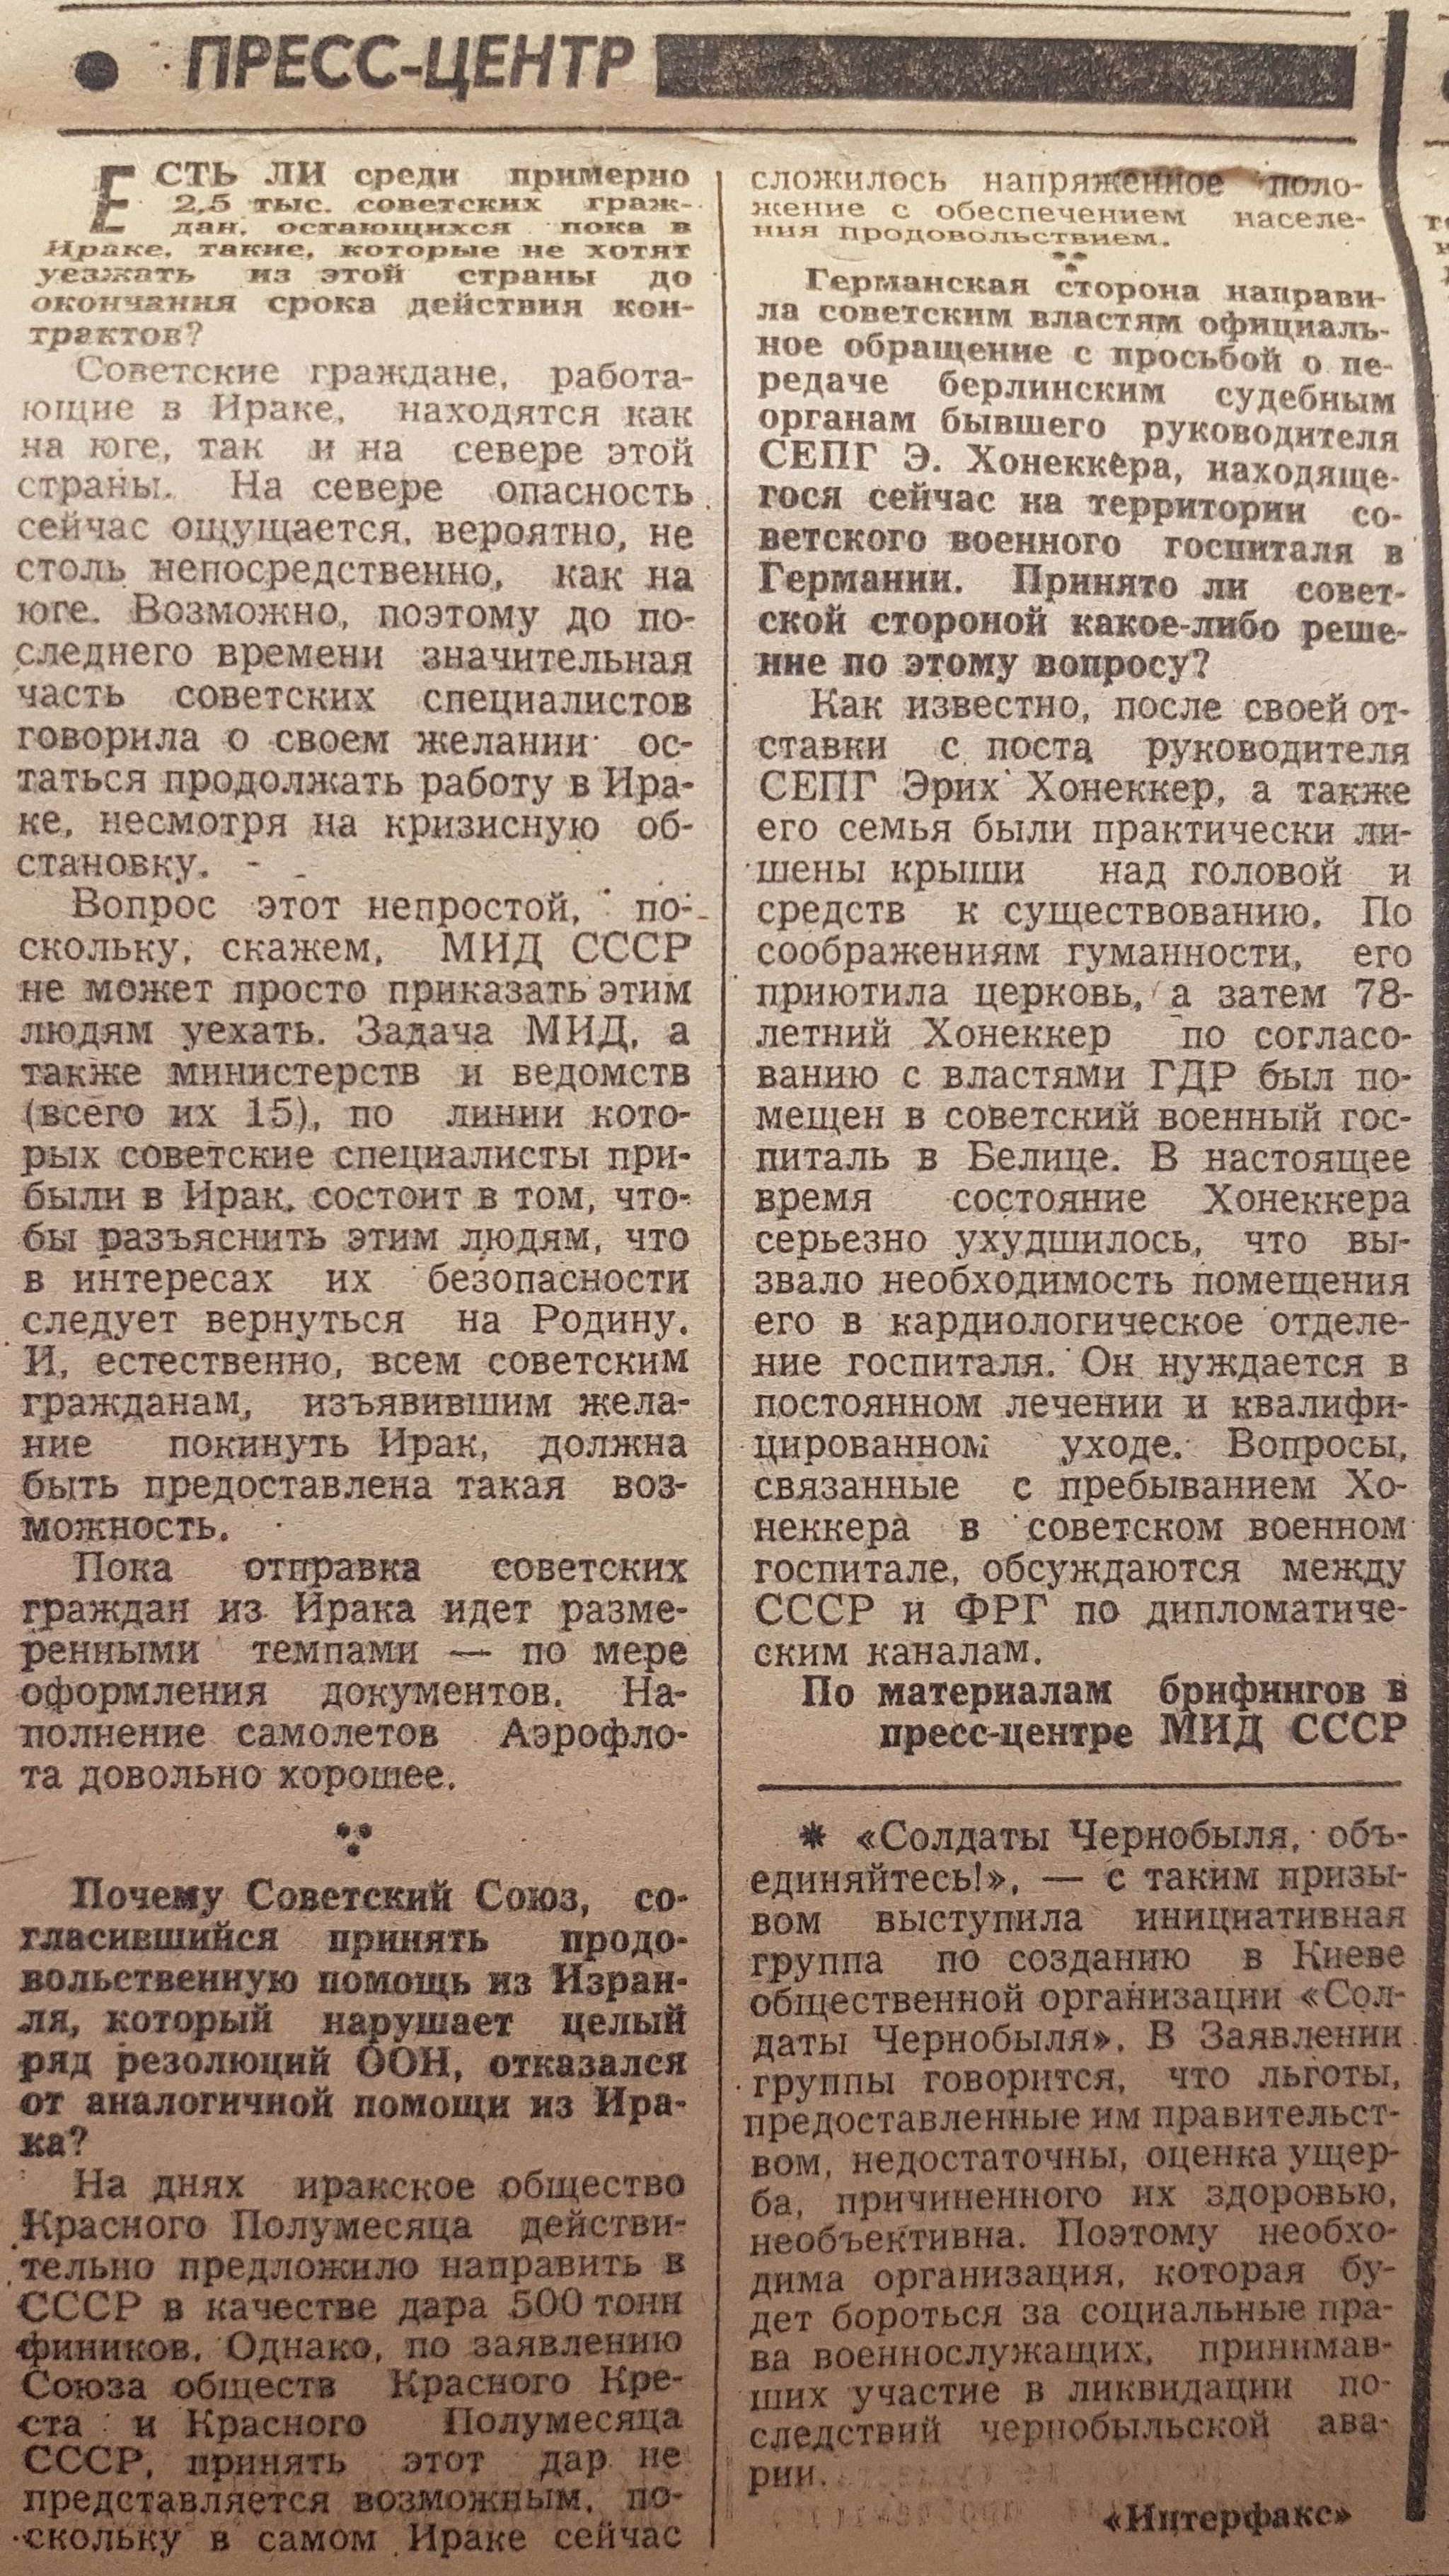 ● ПРЕСС-ЦЕНТР
ЕСТЬ ЛИ среди примерно
2,5 тыс. советских граж-
дан, остающихся пока в
Ираке, такие, которые не хотят
уезжать из этой страны до
окончания срока действия кон-
трактов?
Советские граждане, работа-
ющие в Ираке, находятся как
на юге, так и на севере этой
страны. На севере опасность
сейчас ощущается, вероятно, не
столь непосредственно, как на
юге. Возможно, поэтому до по-
следнего времени значительная
часть советских специалистов
говорила о своем желании ос-
таться продолжать работу в Ира-
ке, несмотря на кризисную об-
становку.
Вопрос этот непростой, по-
скольку, скажем, МИД СССР
не может просто приказать этим
людям уехать. Задача МИД, а
также министерств и ведомств
(всего их 15), по линии кото-
рых советские специалисты при-
были в Ирак, состоит в том, что-
бы разъяснить этим людям, что
в интересах их безопасности
следует вернуться на Родину.
И, естественно, всем советским
гражданам, изъявившим жела-
ние покинуть Ирак, должна
быть предоставлена такая воз-
можность.
Пока отправка советских
граждан из Ирака идет разме-
ренными темпами — по мере
оформления документов. На-
полнение самолетов Аэрофло-
та довольно хорошее.
Почему Советский Союз, со-
гласившийся принять продо-
вольственную помощь из Израи-
ля, который нарушает целый
ряд резолюций ООН, отказался
от аналогичной помощи из Ира-
ка?
На днях иракское общество
Красного Полумесяца действи-
тельно предложило направить в
СССР в качестве дара 500 тонн
фиников. Однако, по заявлению
Союза обществ Красного Кре-
ста и Красного Полумесяца
СССР, принять этот дар не
представляется возможным, по-
скольку в самом Ираке сейчас
сложилось напряженное поло-
жение с обеспечением населе-
ния продовольствием.
Германская сторона направи-
ла советским властям официаль-
ное обращение с просьбой о пе-
редаче берлинским судебным
органам бывшего руководителя
СЕПГ Э. Хонеккера, находяще-
гося сейчас на территории со-
ветского военного госпиталя в
Германии. Принято ли совет-
ской стороной какое-либо реше-
ние по этому вопросу?
Как известно, после своей от-
ставки с поста руководителя
СЕПГ Эрих Хонеккер, а также
его семья были практически ли-
шены крыши над головой и
средств к существованию. По
соображениям гуманности, его
приютила церковь, а затем 78-
летний Хонеккер по согласо-
ванию с властями ГДР был по-
мещен в советский военный гос-
питаль в Белице. В настоящее
время состояние Хонеккера
серьезно ухудшилось, что вы-
звало необходимость помещения
его в кардиологическое отделе-
ние госпиталя. Он нуждается в
постоянном лечении и квалифи-
цированном уходе. Вопросы,
связанные с пребыванием Хо-
неккера в советском военном
госпитале, обсуждаются между
СССР и ФРГ по дипломатиче-
ским каналам.
По материалам брифингов в
пресс-центре МИД СССР
* «Солдаты Чернобыля, объ-
единяйтесь!», — с таким призы-
вом выступила инициативная
группа по созданию в Киеве
общественной организации «Сол-
даты Чернобыля». В Заявлении
группы говорится, что льготы,
предоставленные им правительст-
вом, недостаточны, оценка ущер-
ба, причиненного их здоровью,
необъективна. Поэтому необхо-
дима организация, которая бу-
дет бороться за социальные пра-
ва военнослужащих, принимав-
ших участие в ликвидации по-
следствий чернобыльской ава-
рии.
«Интерфакс»